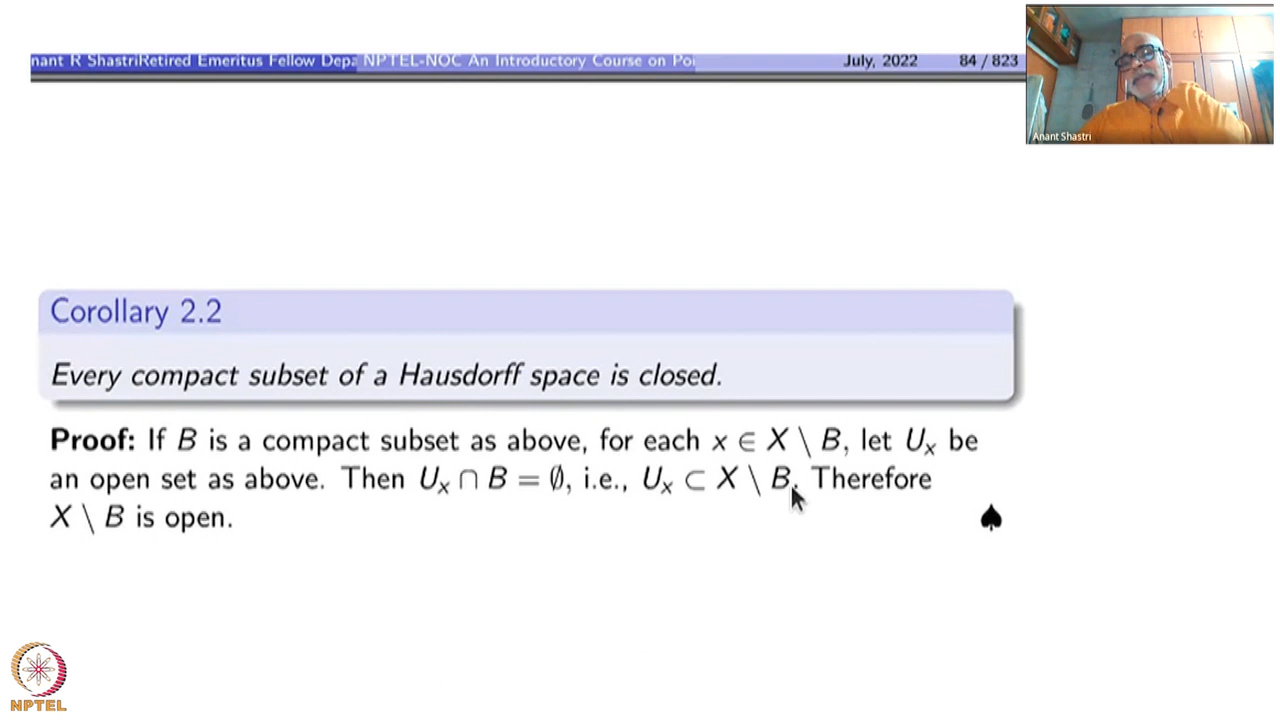 nant R ShastriRetired Emeritus Fellow Depa NPTEL-NOC An Introductory Course on Poi July, 2022 84 / 823
Anant Shastri
Corollary 2.2
Every compact subset of a Hausdorff space is closed.
Proof: If B is a compact subset as above, for each x ∈ X \ B, let Uₓ be
an open set as above. Then Uₓ ∩ B = ∅, i.e., Uₓ ⊂ X \ B. Therefore
X \ B is open. ♠
NPTEL